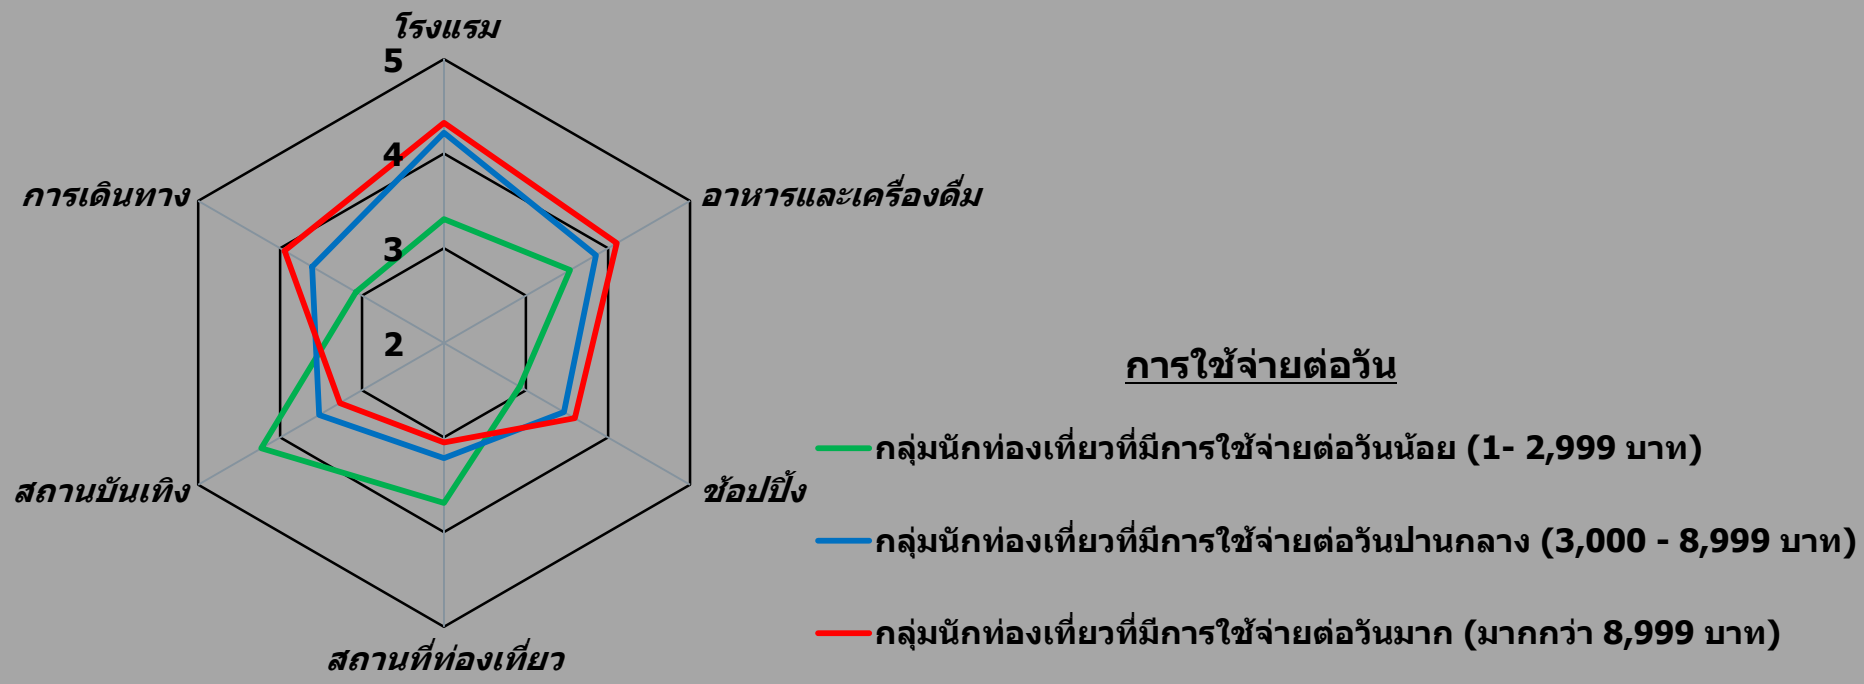 โรงแรม
5
4
การเดินทาง
อาหารและเครื่องดื่ม
3
2
การใช้จ่ายต่อวัน
กลุ่มนักท่องเที่ยวที่มีการใช้จ่ายต่อวันน้อย (1- 2,999 บาท)
สถานบันเทิง
ช้อปปิ้ง
กลุ่มนักท่องเที่ยวที่มีการใช้จ่ายต่อวันปานกลาง (3,000 - 8,999 บาท)
กลุ่มนักท่องเที่ยวที่มีการใช้จ่ายต่อวันมาก (มากกว่า 8,999 บาท)
สถานที่ท่องเที่ยว